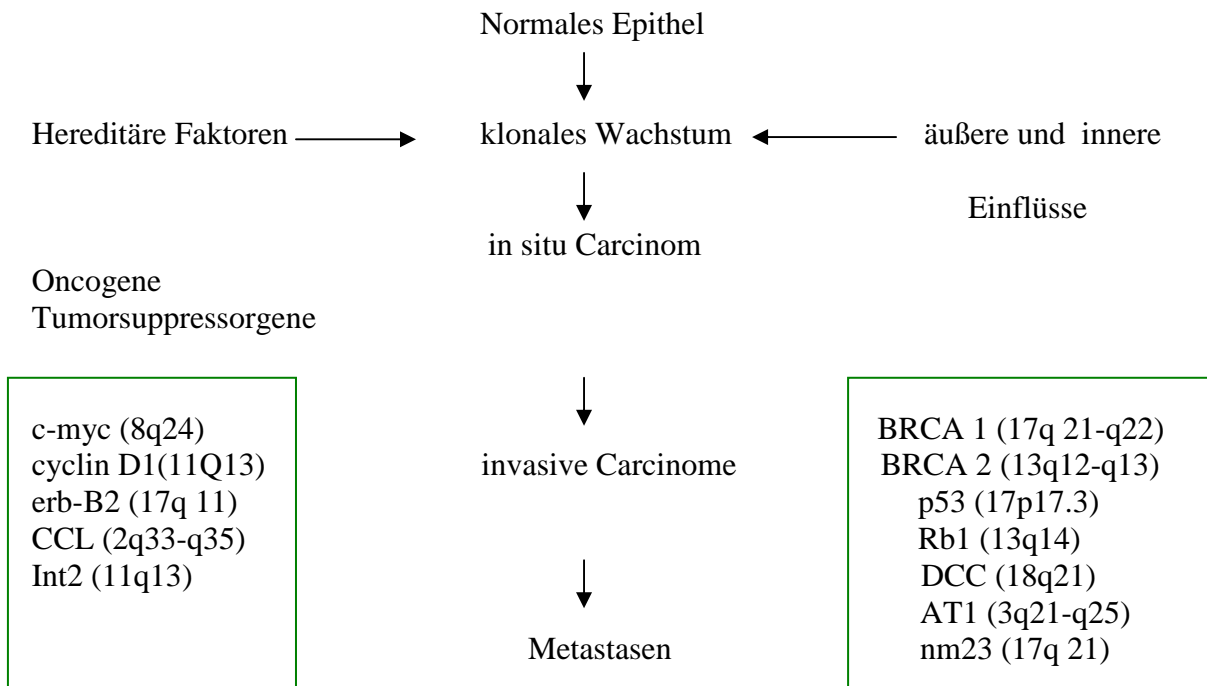 Normales Epithel
Hereditäre Faktoren
klonales Wachstum
äußere und innere
Einflüsse
in situ Carcinom
Oncogene
Tumorsuppressorgene
c-myc (8q24)
cyclin D1(11Q13)
erb-B2 (17q 11)
CCL (2q33-q35)
Int2 (11q13)
invasive Carcinome
Metastasen
BRCA 1 (17q 21-q22)
BRCA 2 (13q12-q13)
p53 (17p17.3)
Rb1 (13q14)
DCC (18q21)
AT1 (3q21-q25)
nm23 (17q 21)